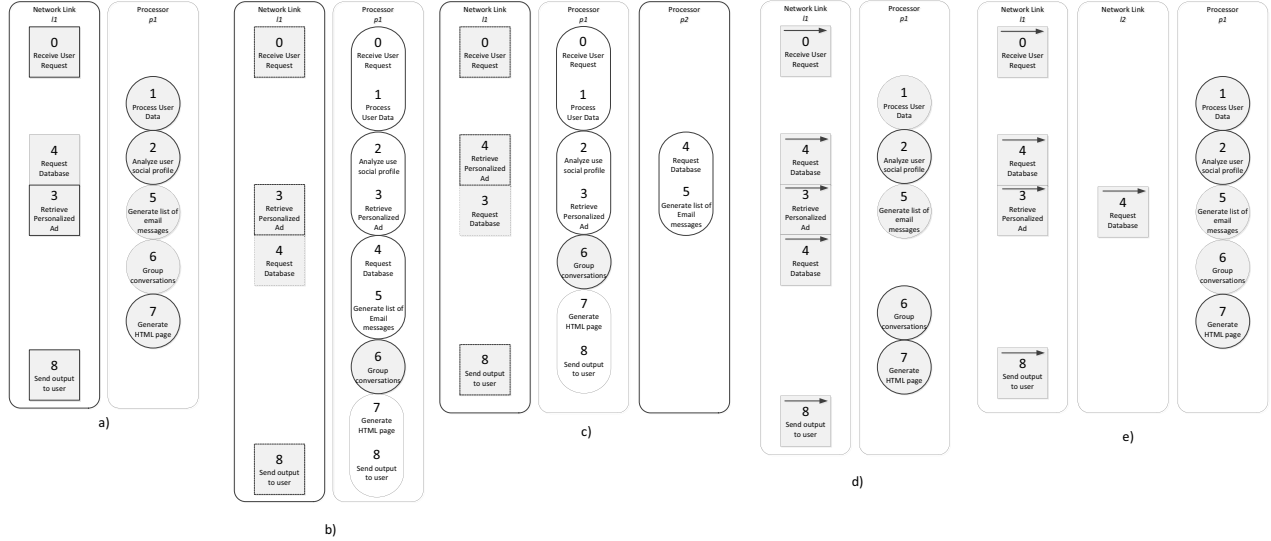 Network Link
l1
Processor
p1
0
Receive User
Request
1
Process User
Data
4
Request
Database
2
Analyze user
social profile
3
Retrieve
Personalized
Ad
5
Generate list of
email
messages
6
Group
conversations
7
Generate
HTML page
8
Send output
to user
a)
Network Link
l1
Processor
p1
0
Receive User
Request
0
Receive User
Request
1
Process
User Data
2
Analyze use
social profile
3
Retrieve
Personalized
Ad
3
Retrieve
Personalized
Ad
4
Request
Database
4
Request
Database
5
Generate list of
Email
messages
6
Group
conversations
7
Generate
HTML page
8
Send output
to user
8
Send output
to user
b)
Network Link
l1
Processor
p1
Processor
p2
0
Receive User
Request
0
Receive User
Request
1
Process
User Data
4
Retrieve
Personalized
Ad
2
Analyze use
social profile
4
Request
Database
3
Request
Database
3
Retrieve
Personalized
Ad
5
Generate list of
Email
messages
6
Group
conversations
7
Generate
HTML page
8
Send output
to user
8
Send output
to user
c)
Network Link
l1
Processor
p1
0
Receive User
Request
1
Process User
Data
4
Request
Database
2
Analyze user
social profile
3
Retrieve
Personalized
Ad
5
Generate list of
email
messages
4
Request
Database
6
Group
conversations
7
Generate
HTML page
8
Send output
to user
d)
Network Link
l1
Network Link
l2
Processor
p1
0
Receive User
Request
1
Process User
Data
4
Request
Database
2
Analyze user
social profile
3
Retrieve
Personalized
Ad
4
Request
Database
5
Generate list of
email
messages
6
Group
conversations
7
Generate
HTML page
8
Send output
to user
e)